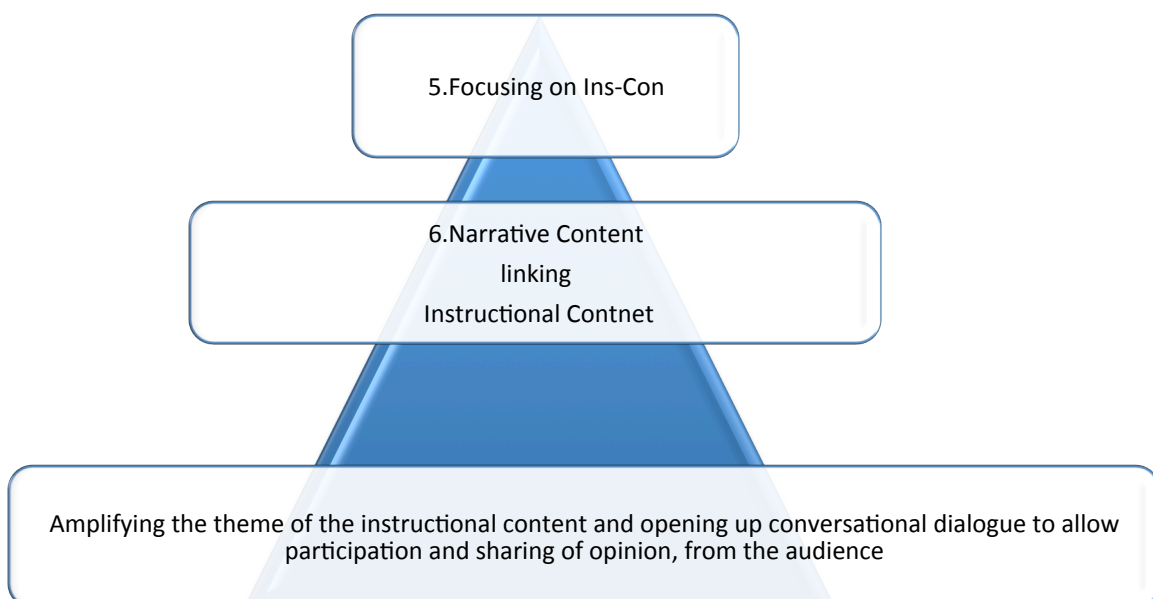 5.Focusing on Ins-Con
6.Narrative Content
linking
Instructional Contnet
Amplifying the theme of the instructional content and opening up conversational dialogue to allow
participation and sharing of opinion, from the audience